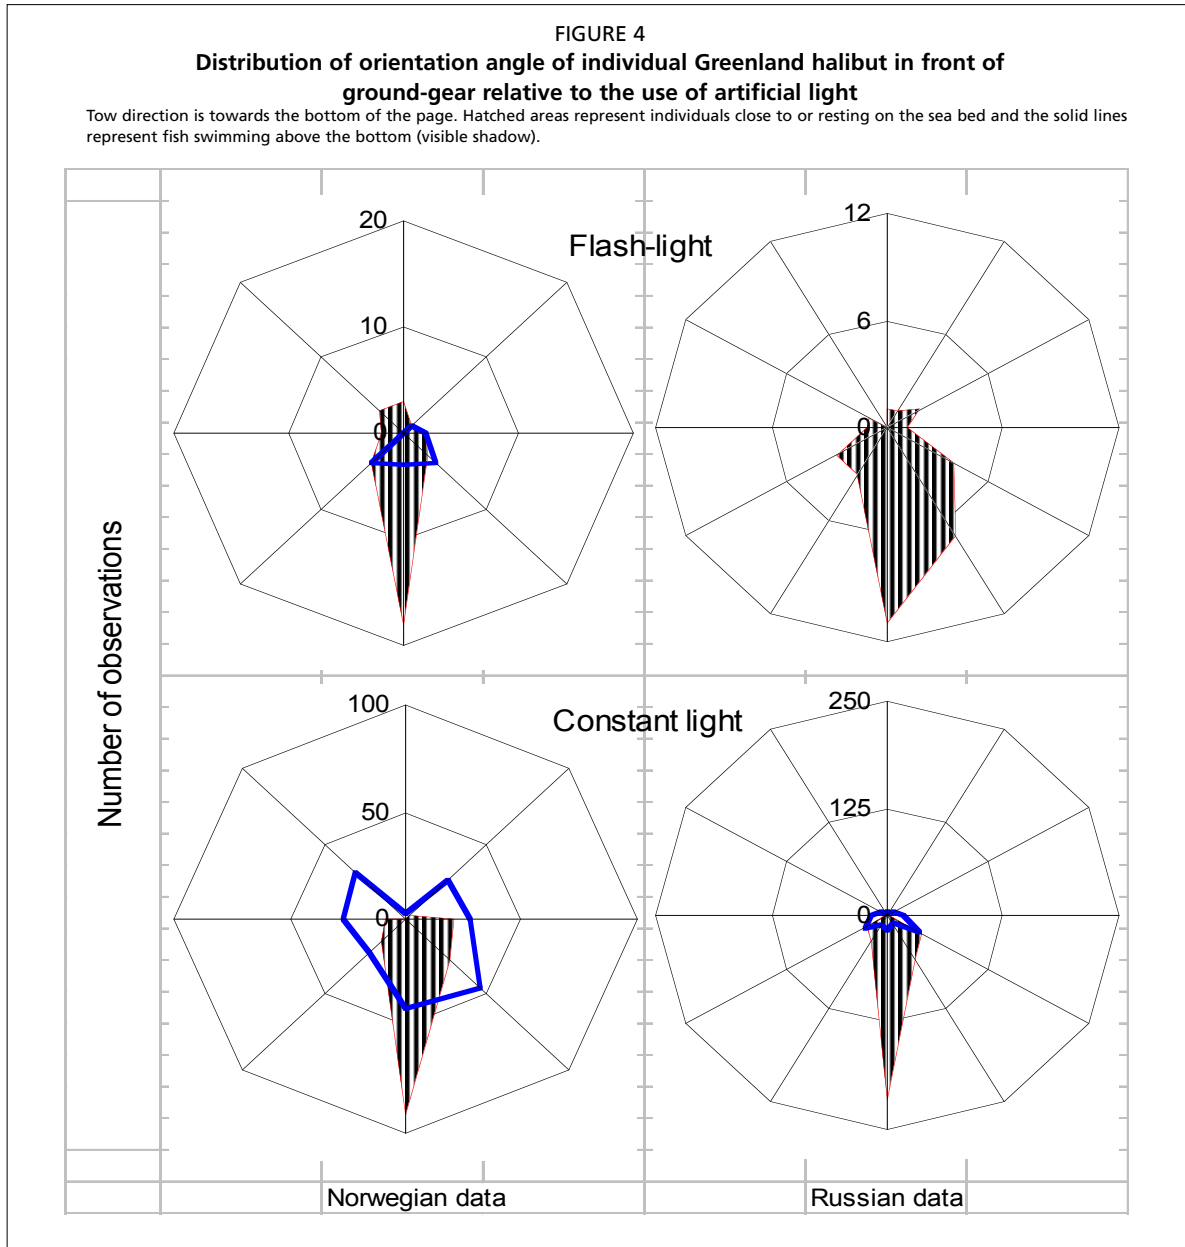 FIGURE 4
Distribution of orientation angle of individual Greenland halibut in front of
ground-gear relative to the use of artificial light
Tow direction is towards the bottom of the page. Hatched areas represent individuals close to or resting on the sea bed and the solid lines
represent fish swimming above the bottom (visible shadow).
Number of observations
Flash-light
20
10
0
12
6
0
Constant light
100
50
0
250
125
0
Norwegian data
Russian data